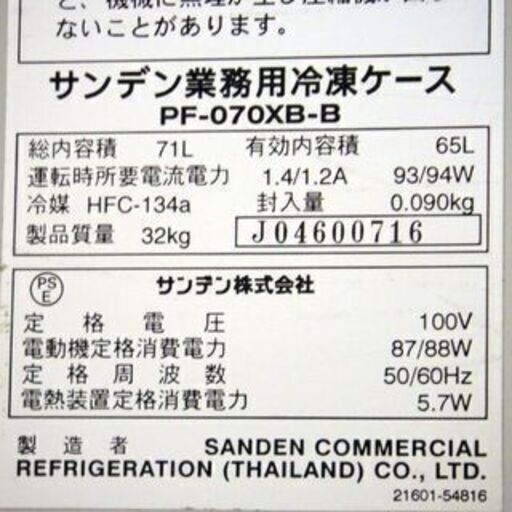 ないことがあります。
サンデン業務用冷凍ケース
PF-070XB-B
総内容積 71L 有効内容積 65L
運転時所要電流電力 1.4/1.2A 93/94W
冷媒 HFC-134a 封入量 0.090kg
製品質量 32kg J04600716
PS E サンデン株式会社
定格電圧 100V
電動機定格消費電力 87/88W
定格周波数 50/60Hz
電熱装置定格消費電力 5.7W
製造者 SANDEN COMMERCIAL
REFRIGERATION (THAILAND) CO., LTD.
21601-54816